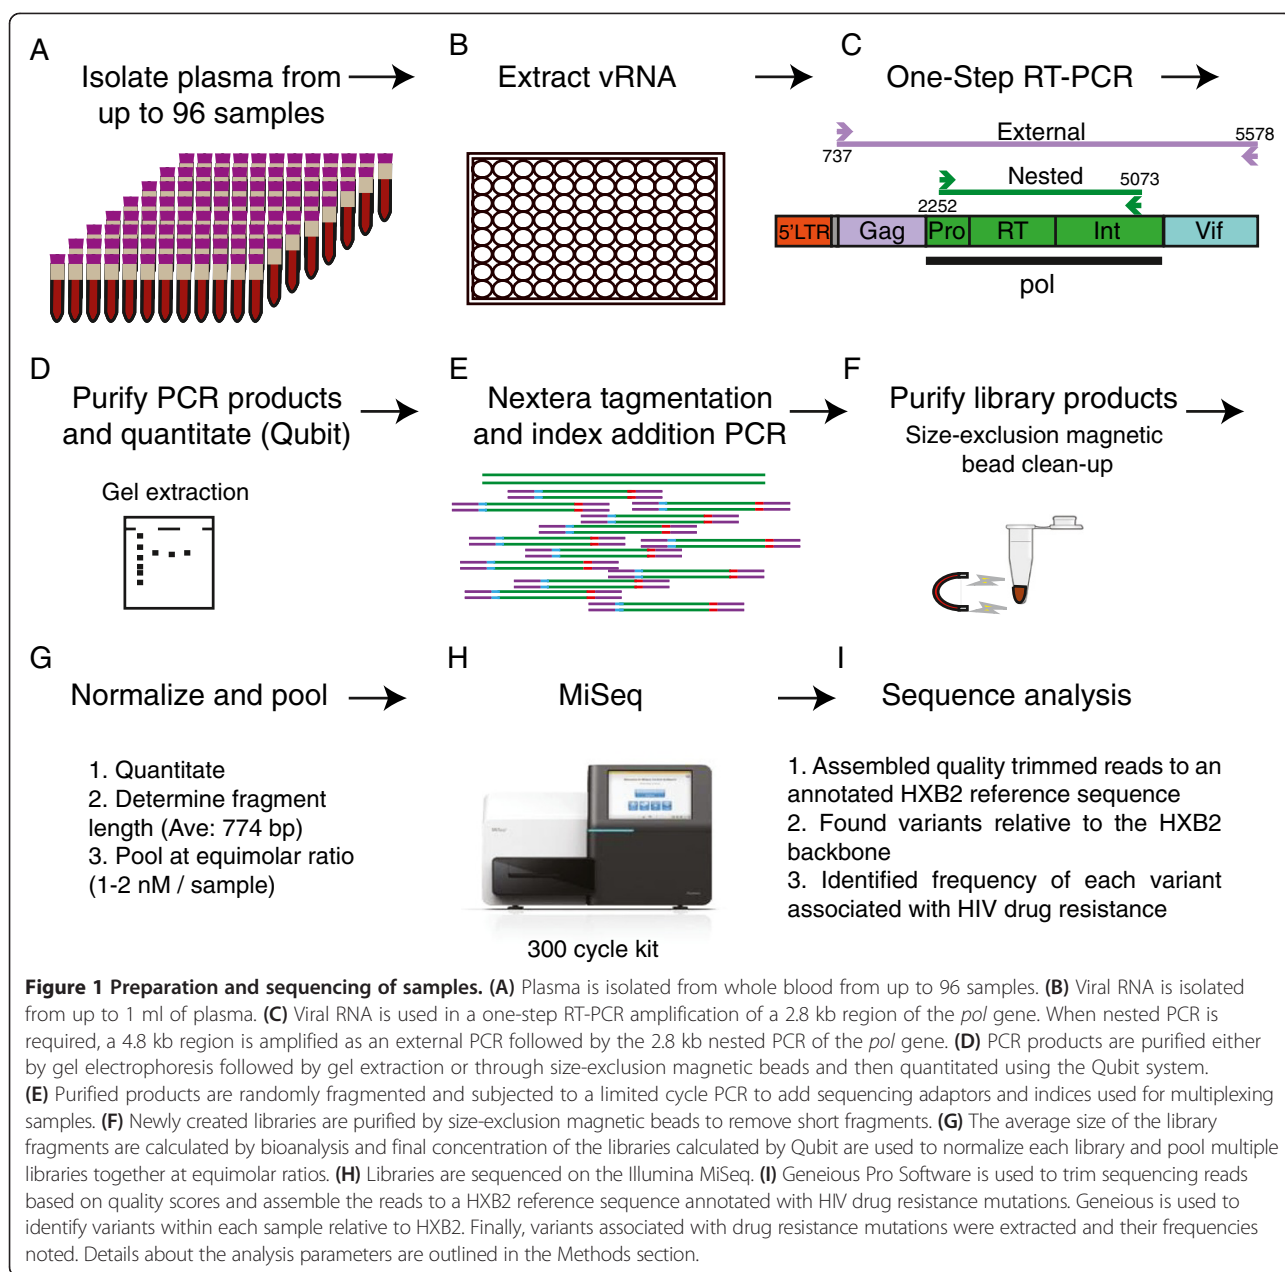 A
Isolate plasma from
up to 96 samples
B
Extract vRNA
C
One-Step RT-PCR
External
737
5578
Nested
2252
5073
5'LTR
Gag
Pro
RT
Int
Vif
pol
D
Purify PCR products
and quantitate (Qubit)
Gel extraction
E
Nextera tagmentation
and index addition PCR
F
Purify library products
Size-exclusion magnetic
bead clean-up
G
Normalize and pool
1. Quantitate
2. Determine fragment
length (Ave: 774 bp)
3. Pool at equimolar ratio
(1-2 nM / sample)
H
MiSeq
300 cycle kit
I
Sequence analysis
1. Assembled quality trimmed reads to an
annotated HXB2 reference sequence
2. Found variants relative to the HXB2
backbone
3. Identified frequency of each variant
associated with HIV drug resistance
Figure 1 Preparation and sequencing of samples. (A) Plasma is isolated from whole blood from up to 96 samples. (B) Viral RNA is isolated
from up to 1 ml of plasma. (C) Viral RNA is used in a one-step RT-PCR amplification of a 2.8 kb region of the pol gene. When nested PCR is
required, a 4.8 kb region is amplified as an external PCR followed by the 2.8 kb nested PCR of the pol gene. (D) PCR products are purified either
by gel electrophoresis followed by gel extraction or through size-exclusion magnetic beads and then quantitated using the Qubit system.
(E) Purified products are randomly fragmented and subjected to a limited cycle PCR to add sequencing adaptors and indices used for multiplexing
samples. (F) Newly created libraries are purified by size-exclusion magnetic beads to remove short fragments. (G) The average size of the library
fragments are calculated by bioanalysis and final concentration of the libraries calculated by Qubit are used to normalize each library and pool multiple
libraries together at equimolar ratios. (H) Libraries are sequenced on the Illumina MiSeq. (I) Geneious Pro Software is used to trim sequencing reads
based on quality scores and assemble the reads to a HXB2 reference sequence annotated with HIV drug resistance mutations. Geneious is used to
identify variants within each sample relative to HXB2. Finally, variants associated with drug resistance mutations were extracted and their frequencies
noted. Details about the analysis parameters are outlined in the Methods section.